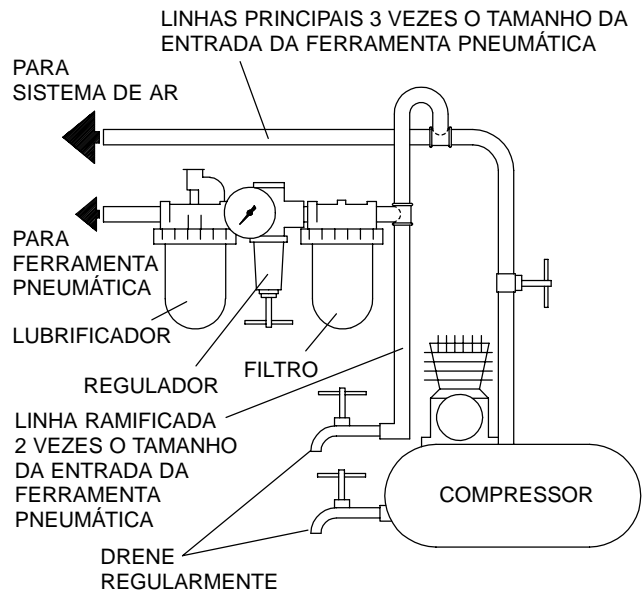 LINHAS PRINCIPAIS 3 VEZES O TAMANHO DA
ENTRADA DA FERRAMENTA PNEUMÁTICA
PARA
SISTEMA DE AR
PARA
FERRAMENTA
PNEUMÁTICA
LUBRIFICADOR
REGULADOR
FILTRO
LINHA RAMIFICADA
2 VEZES O TAMANHO
DA ENTRADA DA
FERRAMENTA
PNEUMÁTICA
COMPRESSOR
DRENE
REGULARMENTE